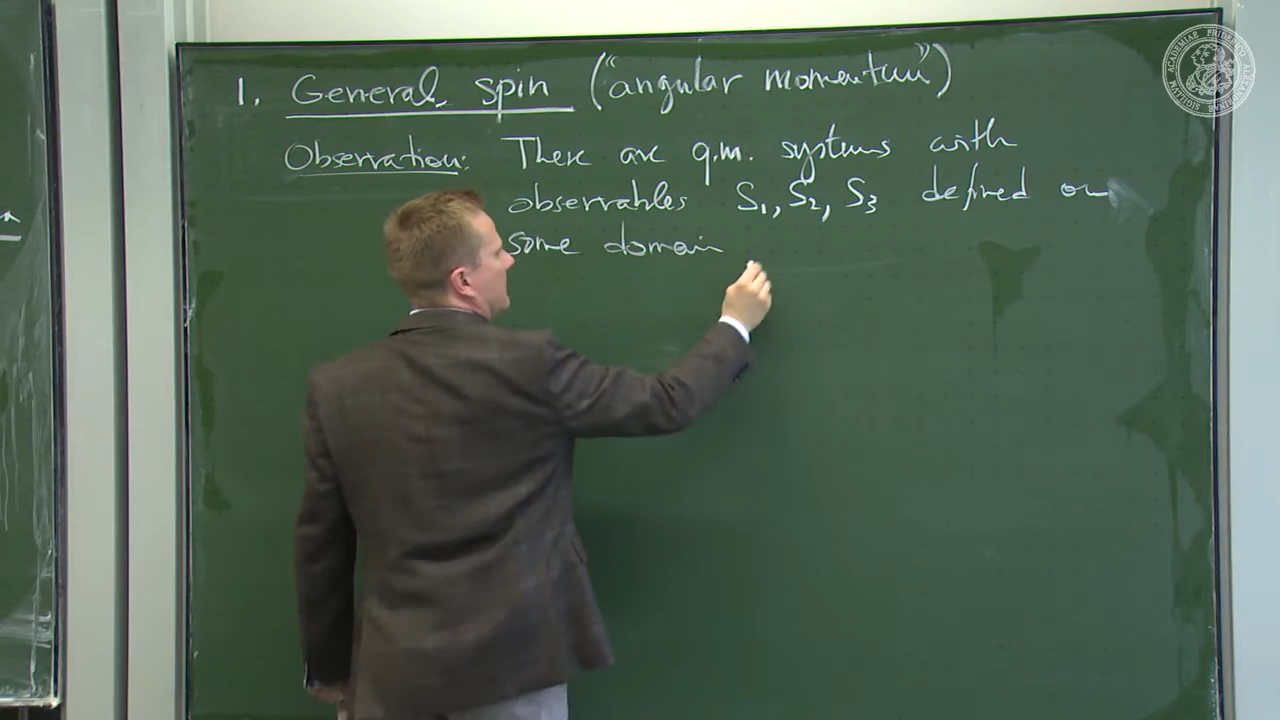 1. General spin ("angular momentum")
Observation: There are q.m. systems with
observables S₁, S₂, S₃ defined on
some domain